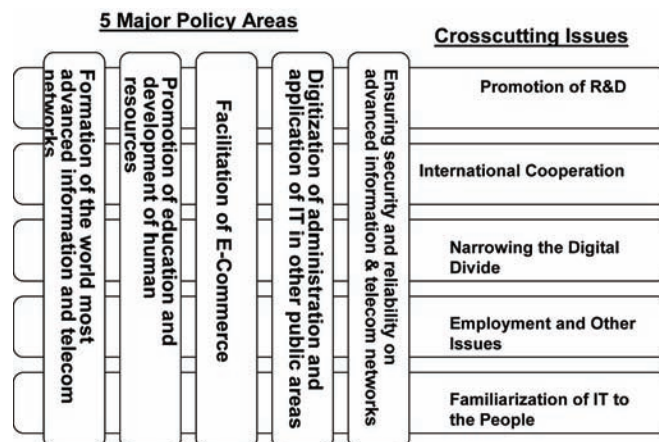 5 Major Policy Areas
Crosscutting Issues
Formation of the world most
advanced information and telecom
networks
Promotion of education and
development of human
resources
Facilitation of E-Commerce
Digitization of administration and
application of IT in other public areas
Ensuring security and reliability on
advanced information & telecom networks
Promotion of R&D
International Cooperation
Narrowing the Digital
Divide
Employment and Other
Issues
Familiarization of IT to
the People